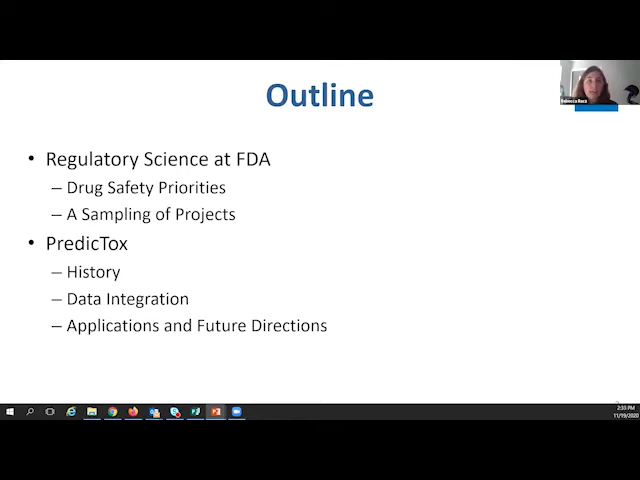 Outline
Rebecca Racz
• Regulatory Science at FDA
– Drug Safety Priorities
– A Sampling of Projects
• PredicTox
– History
– Data Integration
– Applications and Future Directions
2:33 PM
11/19/2020